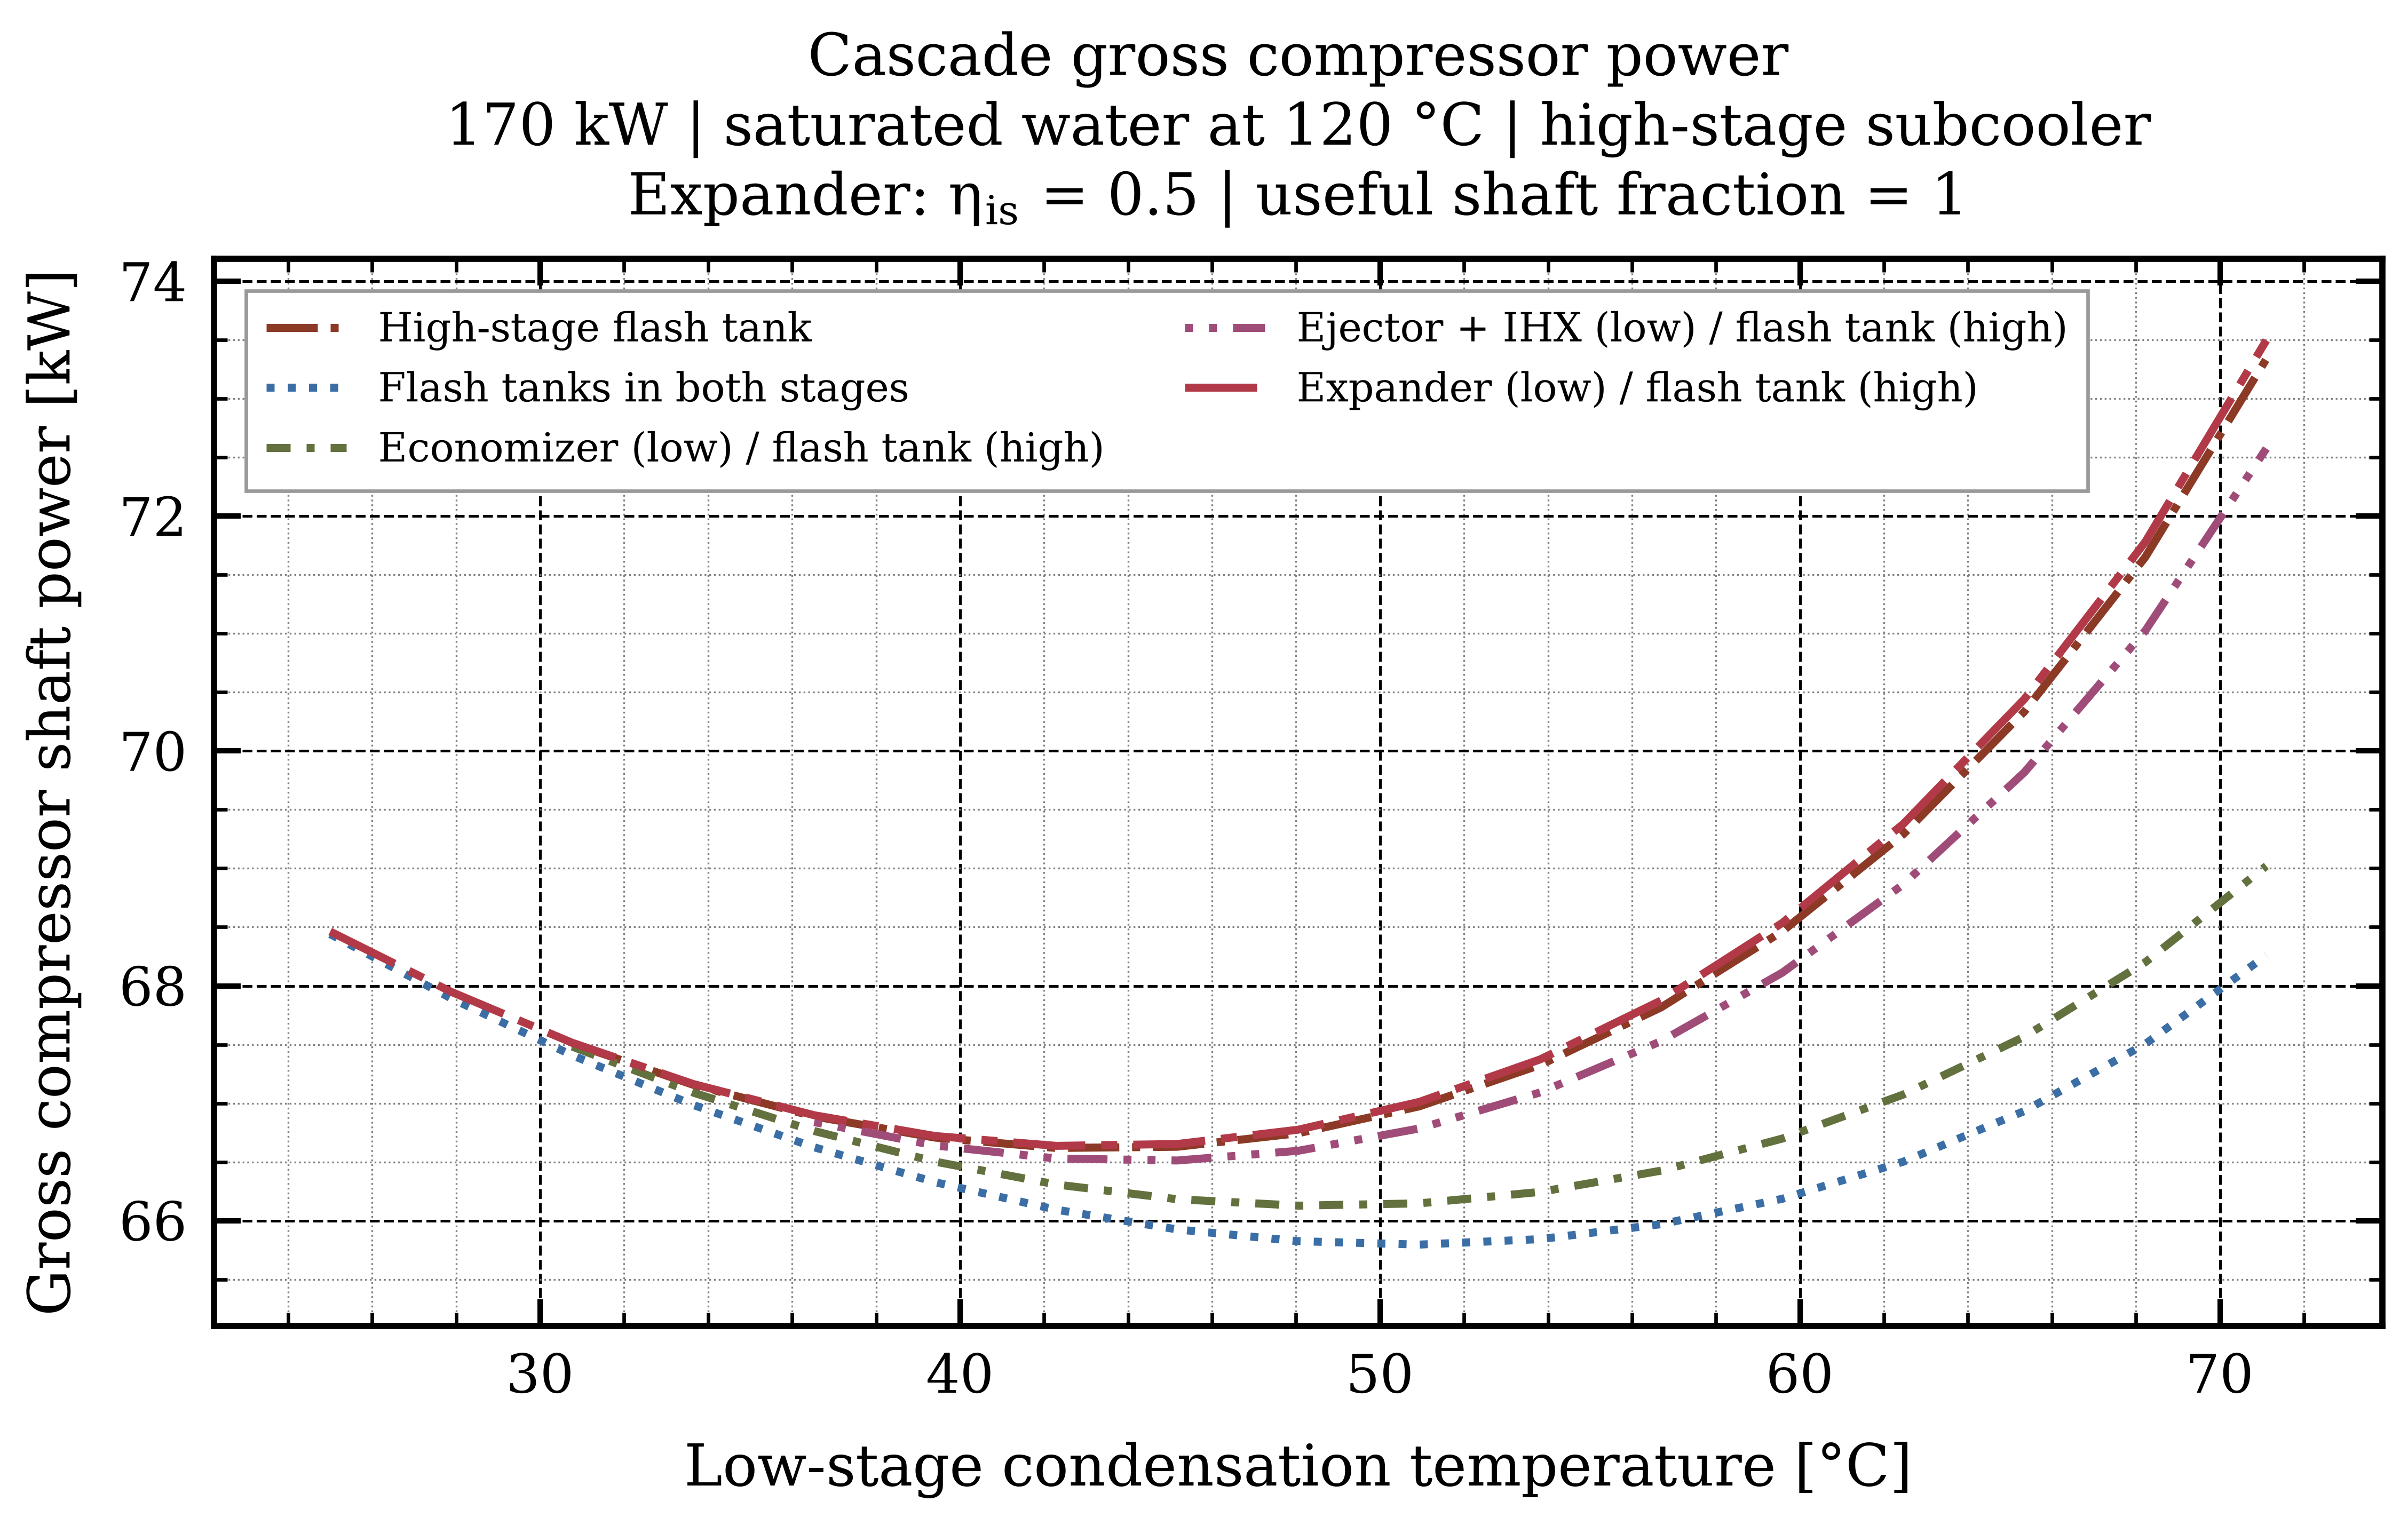 Cascade gross compressor power
170 kW | saturated water at 120 °C | high-stage subcooler
Expander: ηis = 0.5 | useful shaft fraction = 1
Gross compressor shaft power [kW]
74
72
70
68
66
High-stage flash tank
Flash tanks in both stages
Economizer (low) / flash tank (high)
Ejector + IHX (low) / flash tank (high)
Expander (low) / flash tank (high)
30
40
50
60
70
Low-stage condensation temperature [°C]